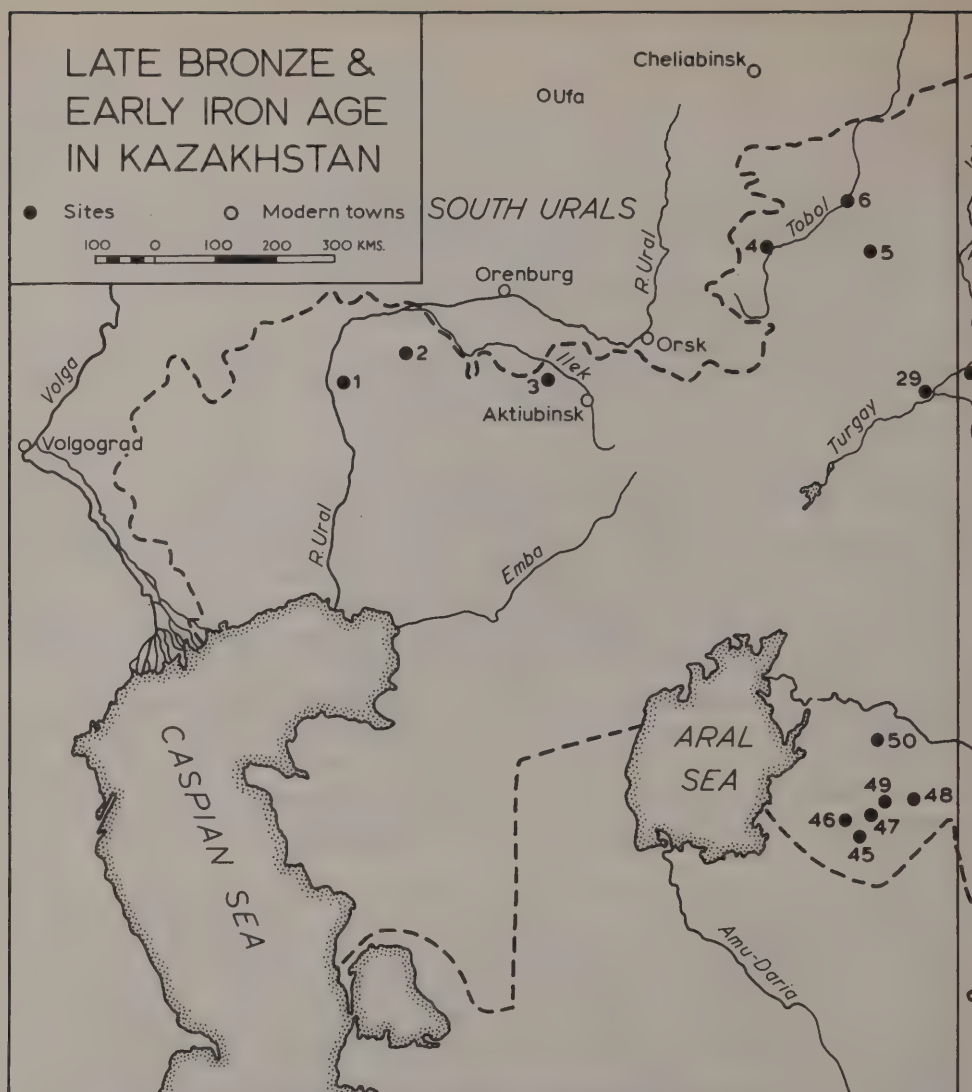 LATE BRONZE &
EARLY IRON AGE
IN KAZAKHSTAN
Sites
Modern towns
100 0 100 200 300 KMS.
Cheliabinsk
Ufa
SOUTH URALS
6
Tobol
4
5
R.Ural
Orenburg
Orsk
Volga
2
1
Ilek
3
Aktiubinsk
29
Turgay
Volgograd
R.Ural
Emba
CASPIAN SEA
ARAL
SEA
50
49
48
46
47
45
Amu-Daria